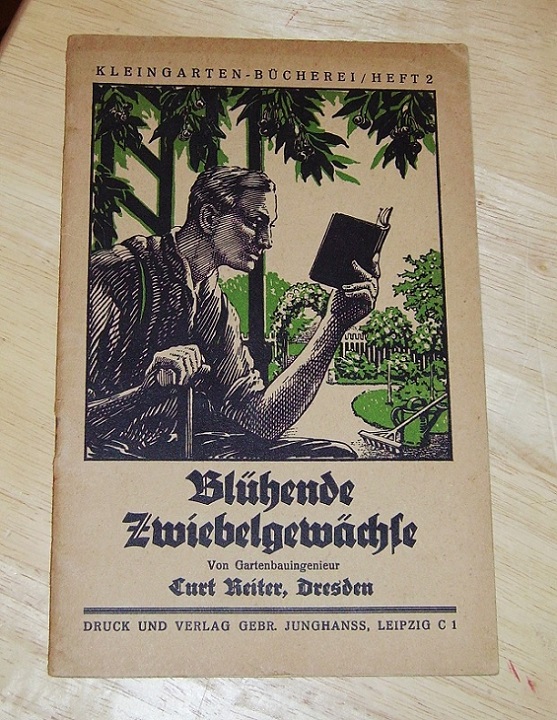 KLEINGARTEN-BÜCHEREI/HEFT 2
Blühende
Zwiebelgewächſe
Von Gartenbauingenieur
Curt Reiter, Dresden
DRUCK UND VERLAG GEBR. JUNGHANSS, LEIPZIG C 1